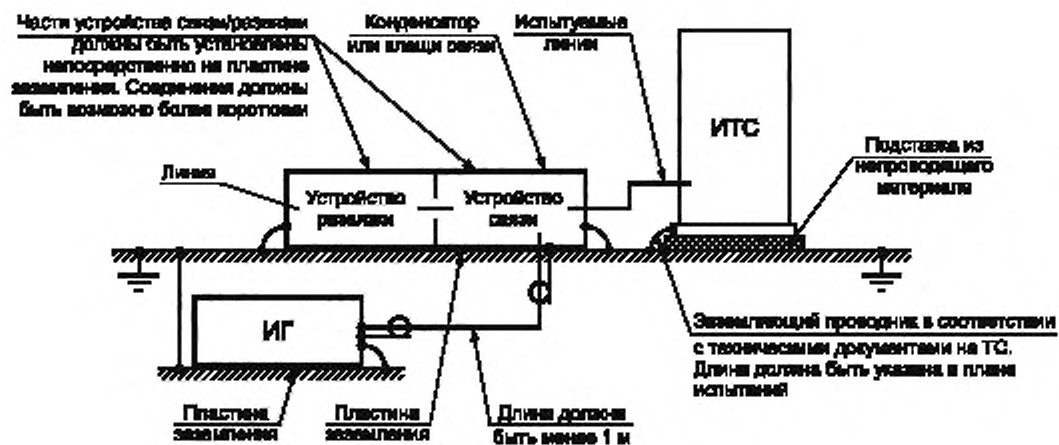 Части устройства связи/развязки
должны быть установлены
непосредственно на пластине
заземления. Соединения должны
быть возможно более короткими
Конденсатор
или клещи связи
Испытуемые
линии
ИТС
Подставка из
непроводящего
материала
Линия
Устройство
развязки
Устройство
связи
ИГ
Заземляющий проводник в соответствии
с техническими документами на ТС.
Длина должна быть указана в плане
испытаний
Пластина
заземления
Пластина
заземления
Длина должна
быть менее 1 м